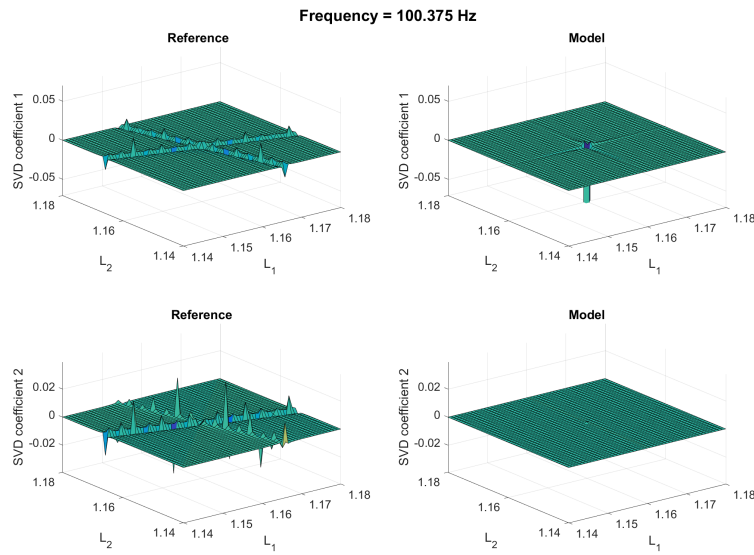 Frequency = 100.375 Hz
Reference
SVD coefficient 1
0.05
0
-0.05
1.18
1.16
1.14
L2
1.14
1.15
1.16
1.17
1.18
L1
Model
SVD coefficient 1
0.05
0
-0.05
1.18
1.16
1.14
L2
1.14
1.15
1.16
1.17
1.18
L1
Reference
SVD coefficient 2
0.02
0
-0.02
1.18
1.16
1.14
L2
1.14
1.15
1.16
1.17
1.18
L1
Model
SVD coefficient 2
0.02
0
-0.02
1.18
1.16
1.14
L2
1.14
1.15
1.16
1.17
1.18
L1